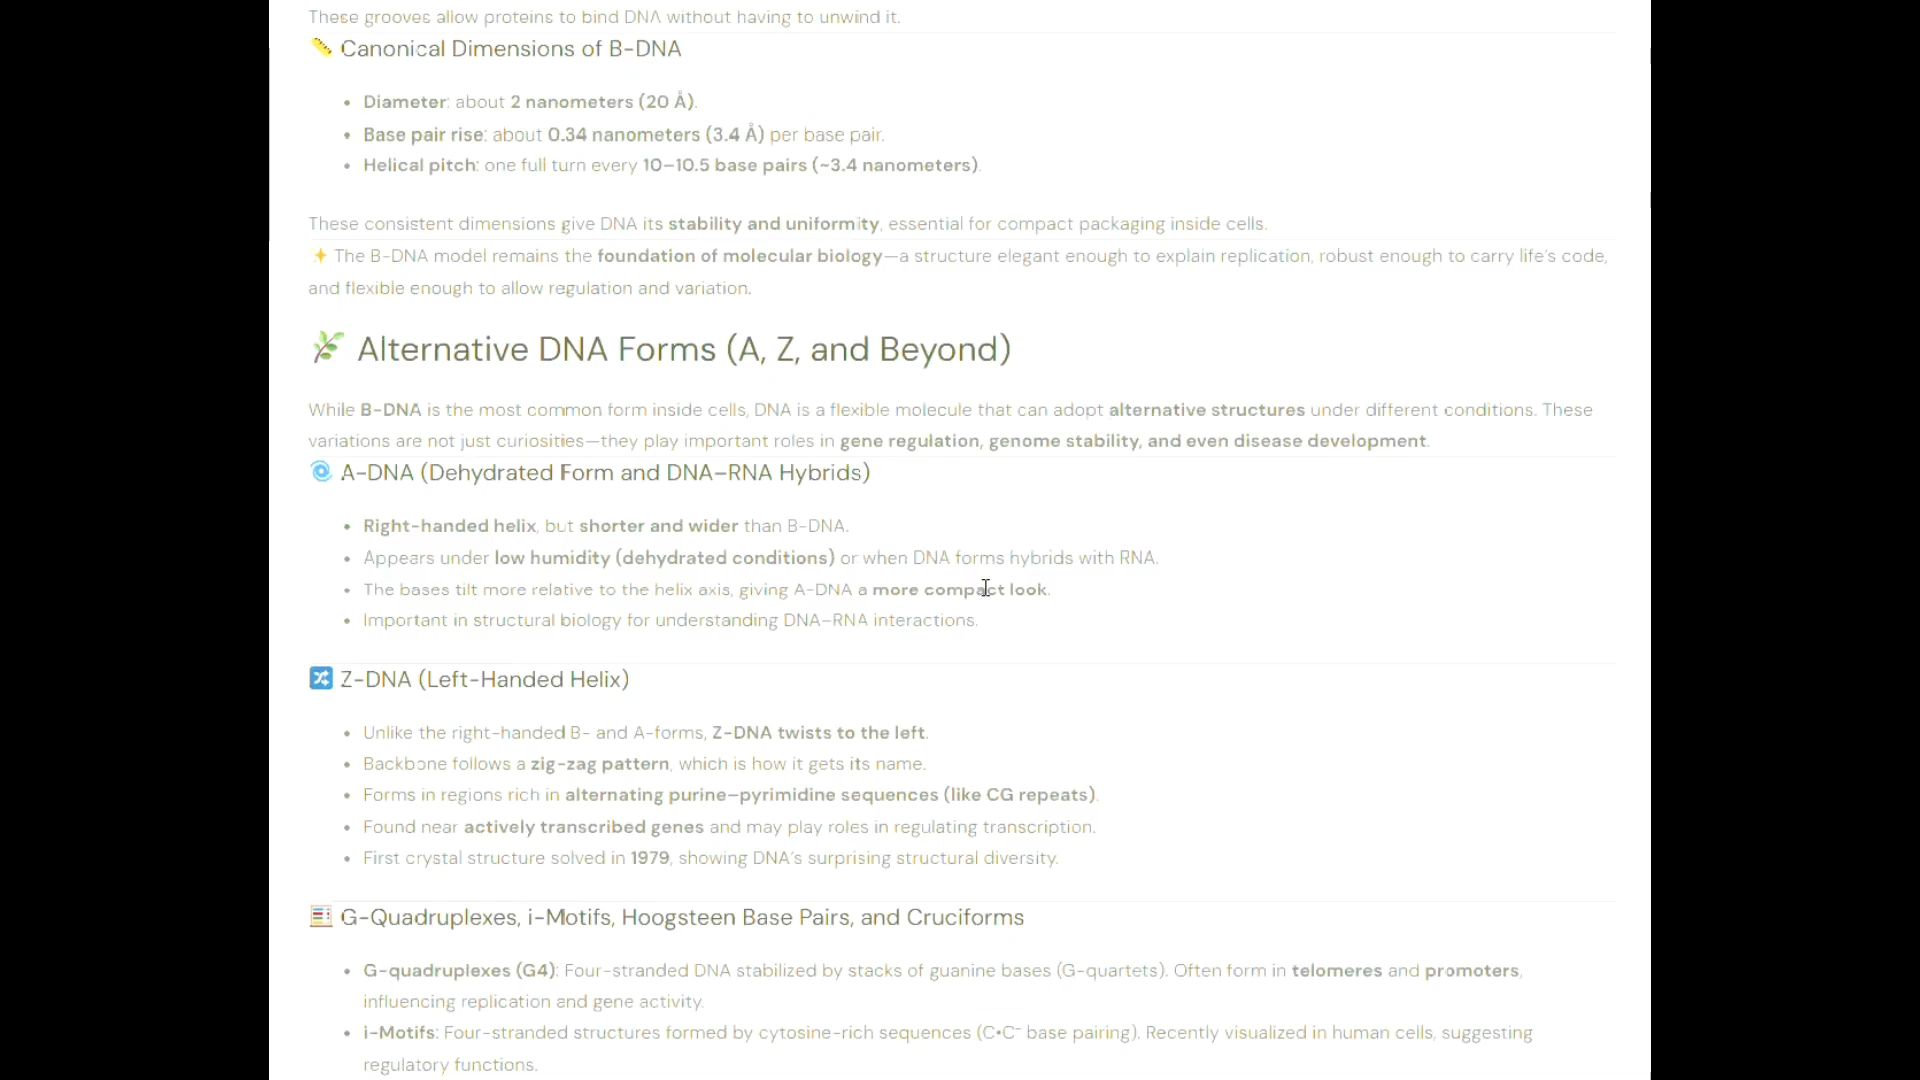 These grooves allow proteins to bind DNA without having to unwind it.
📏 Canonical Dimensions of B-DNA
• Diameter: about 2 nanometers (20 Å).
• Base pair rise: about 0.34 nanometers (3.4 Å) per base pair.
• Helical pitch: one full turn every 10–10.5 base pairs (~3.4 nanometers).
These consistent dimensions give DNA its stability and uniformity, essential for compact packaging inside cells.
✨ The B-DNA model remains the foundation of molecular biology—a structure elegant enough to explain replication, robust enough to carry life's code,
and flexible enough to allow regulation and variation.
🌿 Alternative DNA Forms (A, Z, and Beyond)
While B-DNA is the most common form inside cells, DNA is a flexible molecule that can adopt alternative structures under different conditions. These
variations are not just curiosities—they play important roles in gene regulation, genome stability, and even disease development.
🌀 A-DNA (Dehydrated Form and DNA–RNA Hybrids)
• Right-handed helix, but shorter and wider than B-DNA.
• Appears under low humidity (dehydrated conditions) or when DNA forms hybrids with RNA.
• The bases tilt more relative to the helix axis, giving A-DNA a more compact look.
• Important in structural biology for understanding DNA–RNA interactions.
🔀 Z-DNA (Left-Handed Helix)
• Unlike the right-handed B- and A-forms, Z-DNA twists to the left.
• Backbone follows a zig-zag pattern, which is how it gets its name.
• Forms in regions rich in alternating purine–pyrimidine sequences (like CG repeats).
• Found near actively transcribed genes and may play roles in regulating transcription.
• First crystal structure solved in 1979, showing DNA's surprising structural diversity.
🧮 G-Quadruplexes, i-Motifs, Hoogsteen Base Pairs, and Cruciforms
• G-quadruplexes (G4): Four-stranded DNA stabilized by stacks of guanine bases (G-quartets). Often form in telomeres and promoters,
influencing replication and gene activity.
• i-Motifs: Four-stranded structures formed by cytosine-rich sequences (C•C⁺ base pairing). Recently visualized in human cells, suggesting
regulatory functions.